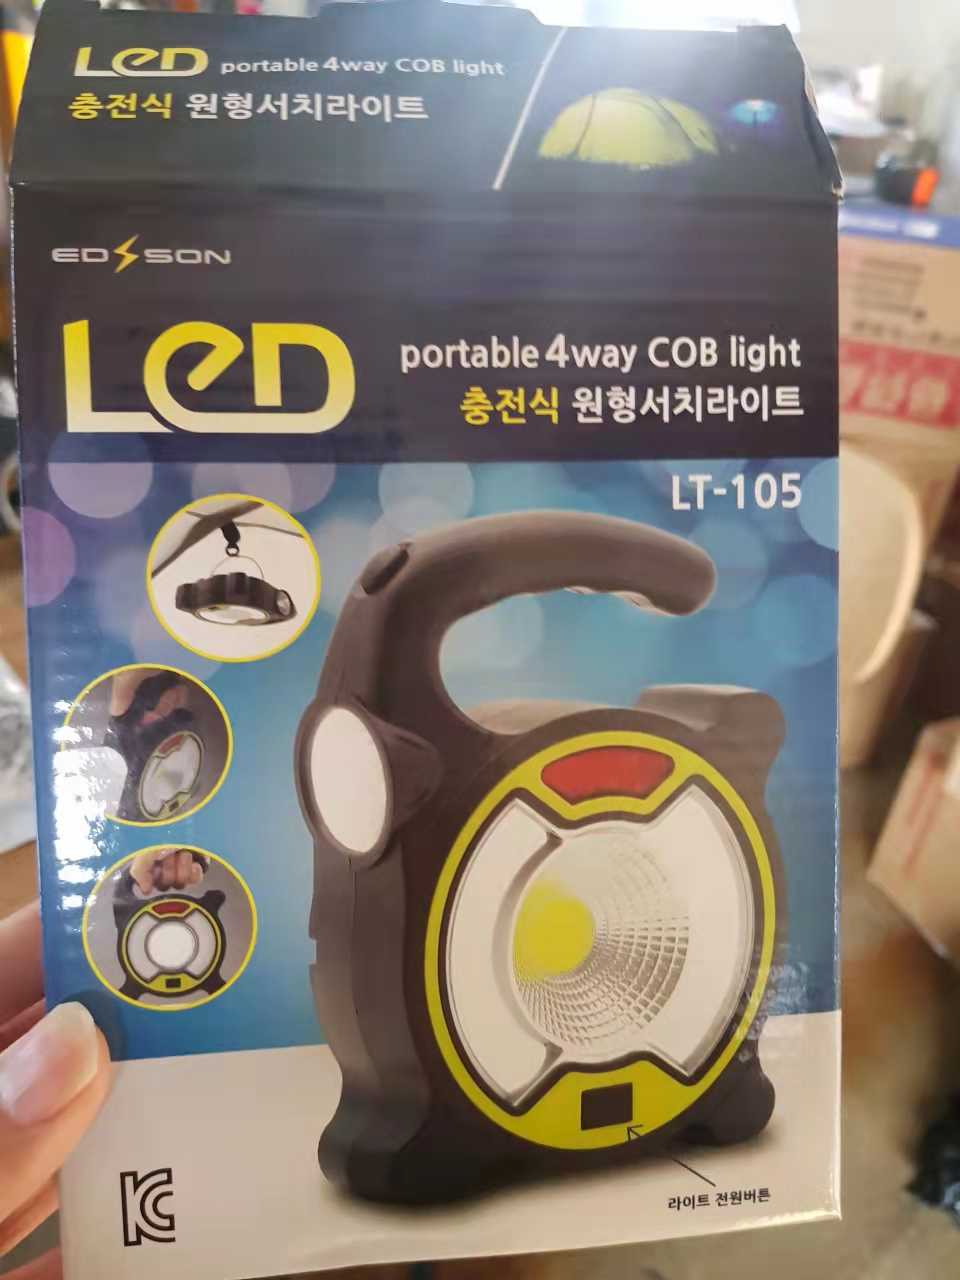 LED portable 4way COB light
충전식 원형서치라이트
EDISON
LED
portable 4way COB light
충전식 원형서치라이트
LT-105
라이트 전원버튼
KC